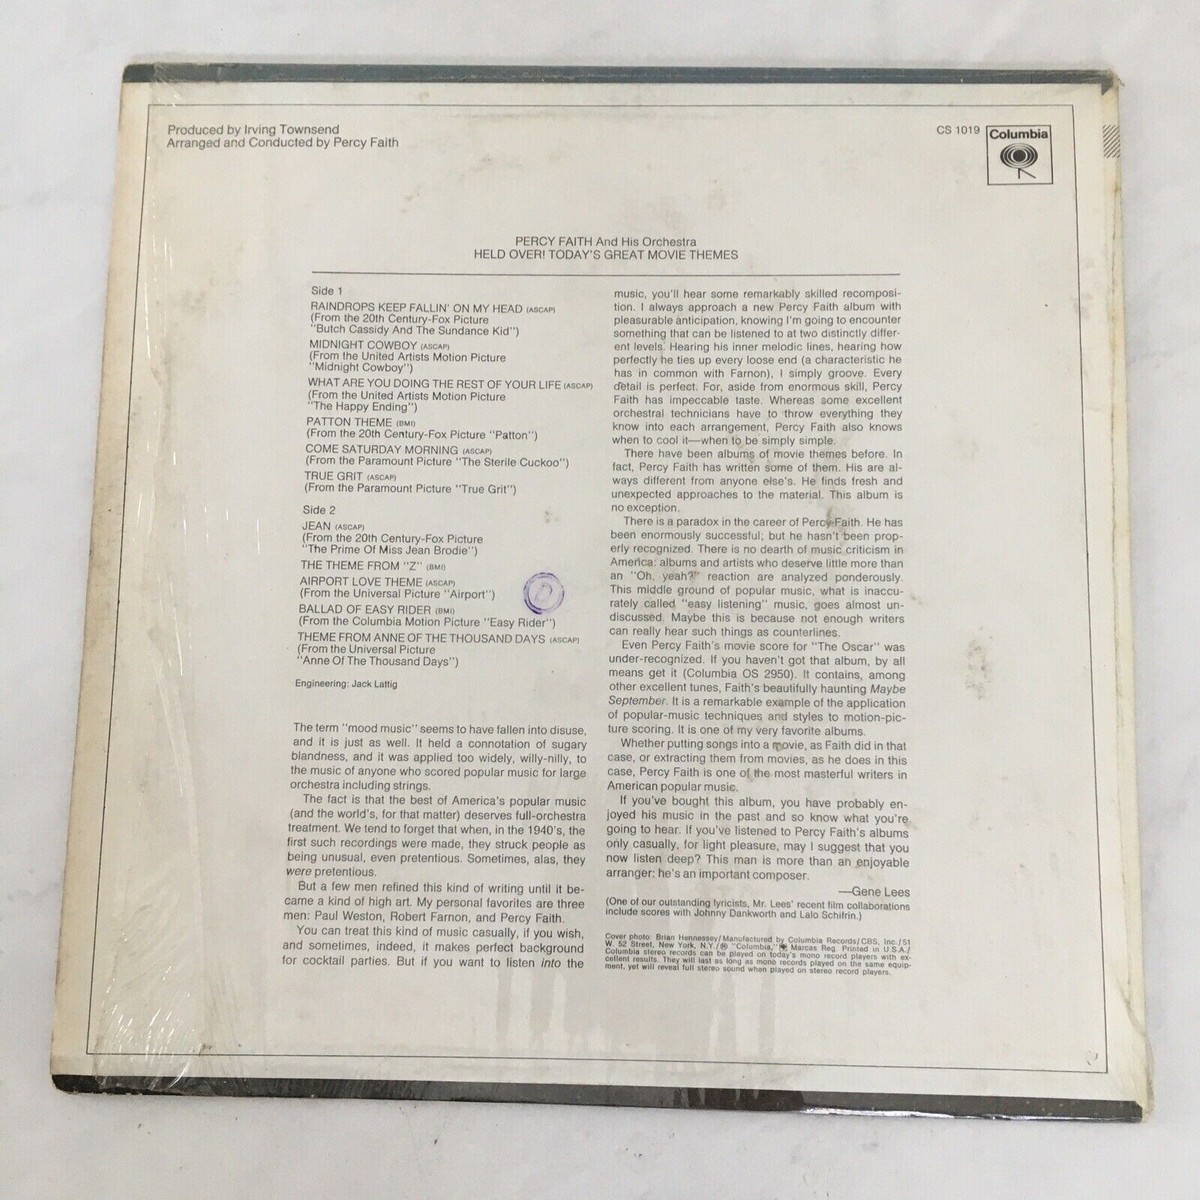 Produced by Irving Townsend
Arranged and Conducted by Percy Faith
CS 1019
Columbia
PERCY FAITH And His Orchestra
HELD OVER! TODAY'S GREAT MOVIE THEMES
Side 1
RAINDROPS KEEP FALLIN' ON MY HEAD (ASCAP)
(From the 20th Century-Fox Picture
"Butch Cassidy And The Sundance Kid")
MIDNIGHT COWBOY (ASCAP)
(From the United Artists Motion Picture
"Midnight Cowboy")
WHAT ARE YOU DOING THE REST OF YOUR LIFE (ASCAP)
(From the United Artists Motion Picture
"The Happy Ending")
PATTON THEME (BMI)
(From the 20th Century-Fox Picture "Patton")
COME SATURDAY MORNING (ASCAP)
(From the Paramount Picture "The Sterile Cuckoo")
TRUE GRIT (ASCAP)
(From the Paramount Picture "True Grit")
Side 2
JEAN (ASCAP)
(From the 20th Century-Fox Picture
"The Prime Of Miss Jean Brodie")
THE THEME FROM "Z" (BMI)
AIRPORT LOVE THEME (ASCAP)
(From the Universal Picture "Airport")
BALLAD OF EASY RIDER (BMI)
(From the Columbia Motion Picture "Easy Rider")
THEME FROM ANNE OF THE THOUSAND DAYS (ASCAP)
(From the Universal Picture
"Anne Of The Thousand Days")
Engineering: Jack Lattig
D
The term "mood music" seems to have fallen into disuse,
and it is just as well. It held a connotation of sugary
blandness, and it was applied too widely, willy-nilly, to
the music of anyone who scored popular music for large
orchestra including strings.
The fact is that the best of America's popular music
(and the world's, for that matter) deserves full-orchestra
treatment. We tend to forget that when, in the 1940's, the
first such recordings were made, they struck people as
being unusual, even pretentious. Sometimes, alas, they
were pretentious.
But a few men refined this kind of writing until it be-
came a kind of high art. My personal favorites are three
men: Paul Weston, Robert Farnon, and Percy Faith.
You can treat this kind of music casually, if you wish,
and sometimes, indeed, it makes perfect background
for cocktail parties. But if you want to listen into the
music, you'll hear some remarkably skilled recomposi-
tion. I always approach a new Percy Faith album with
pleasurable anticipation, knowing I'm going to encounter
something that can be listened to at two distinctly differ-
ent levels. Hearing his inner melodic lines, hearing how
perfectly he ties up every loose end (a characteristic he
has in common with Farnon), I simply groove. Every
detail is perfect. For, aside from enormous skill, Percy
Faith has impeccable taste. Whereas some excellent
orchestral technicians have to throw everything they
know into each arrangement, Percy Faith also knows
when to cool it—when to be simply simple.
There have been albums of movie themes before. In
fact, Percy Faith has written some of them. His are al-
ways different from anyone else's. He finds fresh and
unexpected approaches to the material. This album is
no exception.
There is a paradox in the career of Percy Faith. He has
been enormously successful; but he hasn't been prop-
erly recognized. There is no dearth of music criticism in
America: albums and artists who deserve little more than
an "Oh, yeah?" reaction are analyzed ponderously.
This middle ground of popular music, what is inaccu-
rately called "easy listening" music, goes almost un-
discussed. Maybe this is because not enough writers
can really hear such things as counterlines.
Even Percy Faith's movie score for "The Oscar" was
under-recognized. If you haven't got that album, by all
means get it (Columbia OS 2950). It contains, among
other excellent tunes, Faith's beautifully haunting Maybe
September. It is a remarkable example of the application
of popular-music techniques and styles to motion-pic-
ture scoring. It is one of my very favorite albums.
Whether putting songs into a movie, as Faith did in that
case, or extracting them from movies, as he does in this
case, Percy Faith is one of the most masterful writers in
American popular music.
If you've bought this album, you have probably en-
joyed his music in the past and so know what you're
going to hear. If you've listened to Percy Faith's albums
only casually, for light pleasure, may I suggest that you
now listen deep? This man is more than an enjoyable
arranger: he's an important composer.
—Gene Lees
(One of our outstanding lyricists, Mr. Lees' recent film collaborations
include scores with Johnny Dankworth and Lalo Schifrin.)
Cover photo: Brian Hennessey/Manufactured by Columbia Records/CBS, Inc./51
W. 52 Street, New York, N.Y./® "Columbia," Marcas Reg. Printed in U.S.A./
Columbia stereo records can be played on today's mono record players with ex-
cellent results. They will last as long as mono records played on the same equip-
ment, yet will reveal full stereo sound when played on stereo record players.